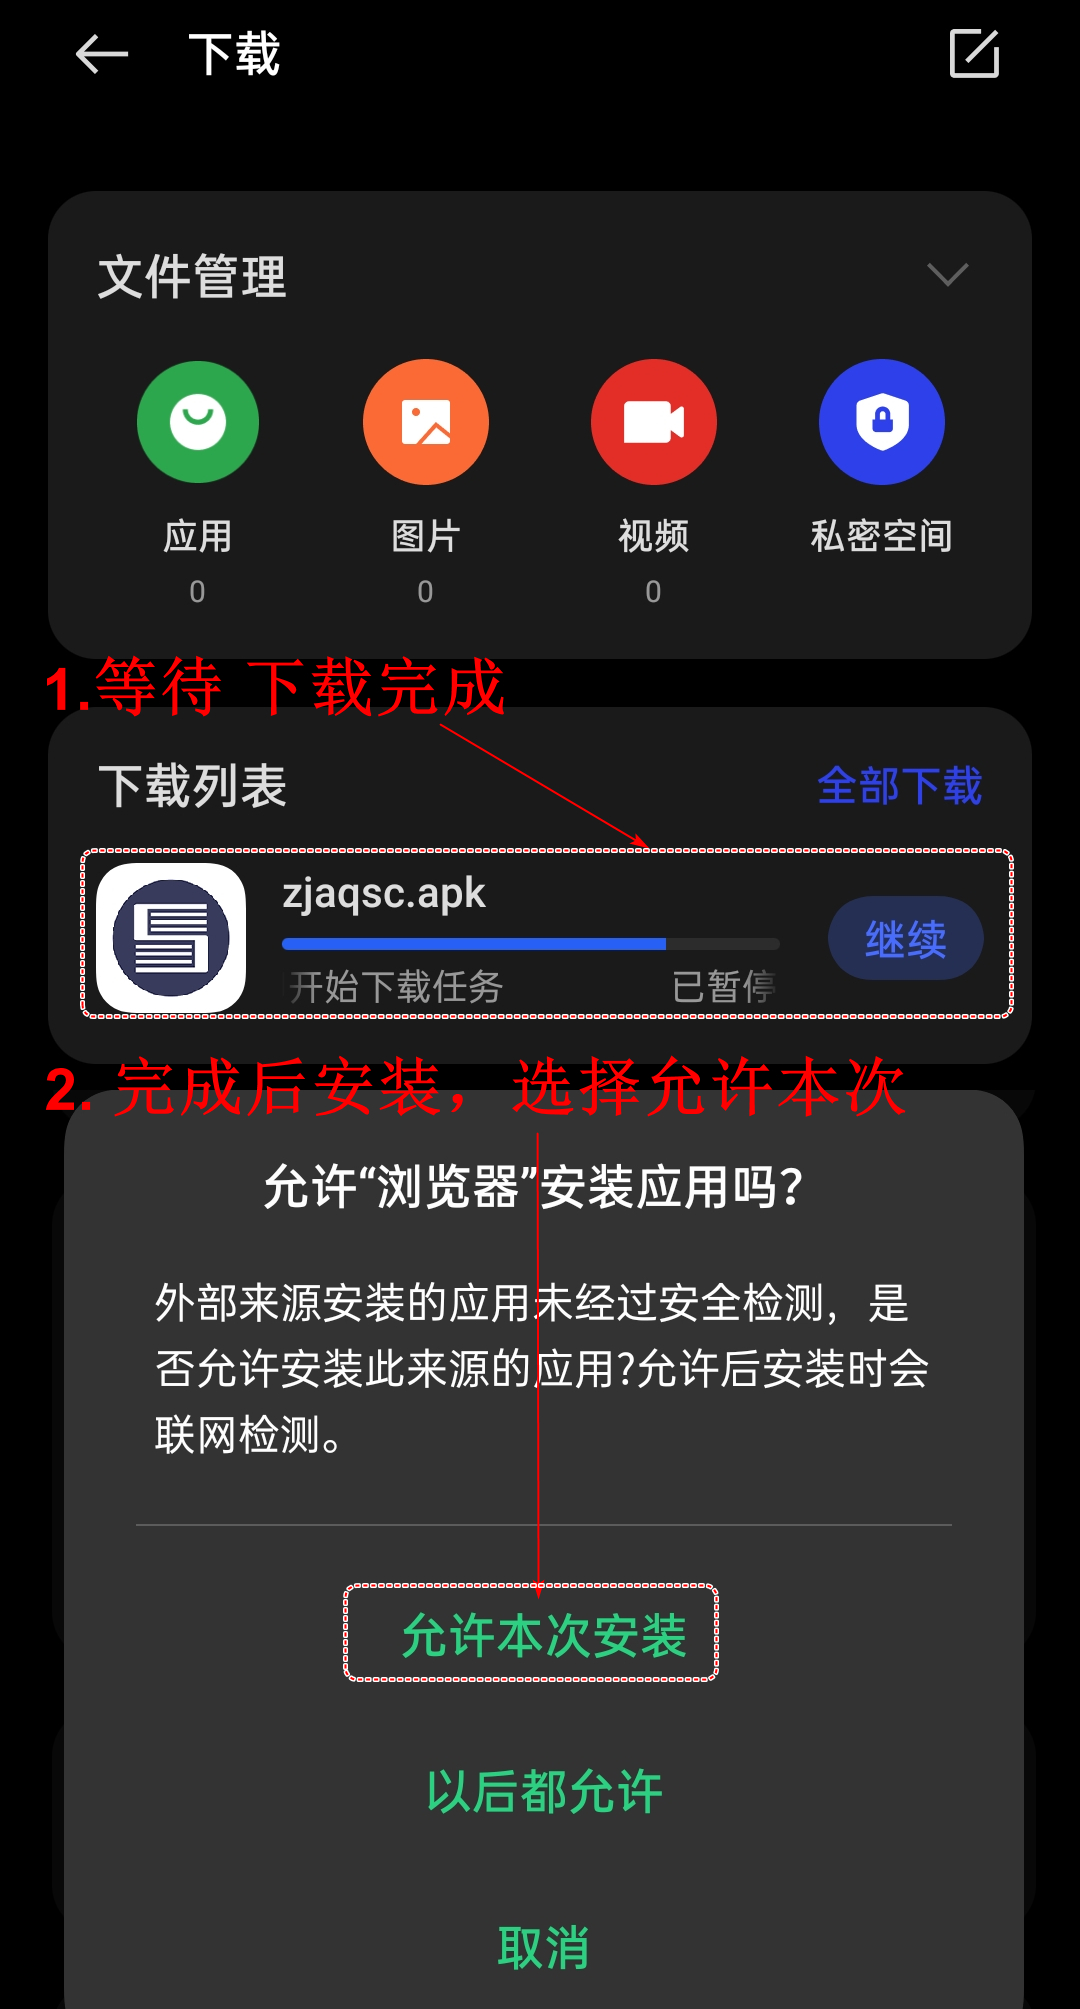 下载
文件管理
应用 图片 视频 私密空间
0 0 0
1.等待 下载完成
下载列表 全部下载
zjaqsc.apk
继续
开始下载任务 已暂停
2. 完成后安装，选择允许本次
允许“浏览器”安装应用吗？
外部来源安装的应用未经过安全检测，是
否允许安装此来源的应用?允许后安装时会
联网检测。
允许本次安装
以后都允许
取消